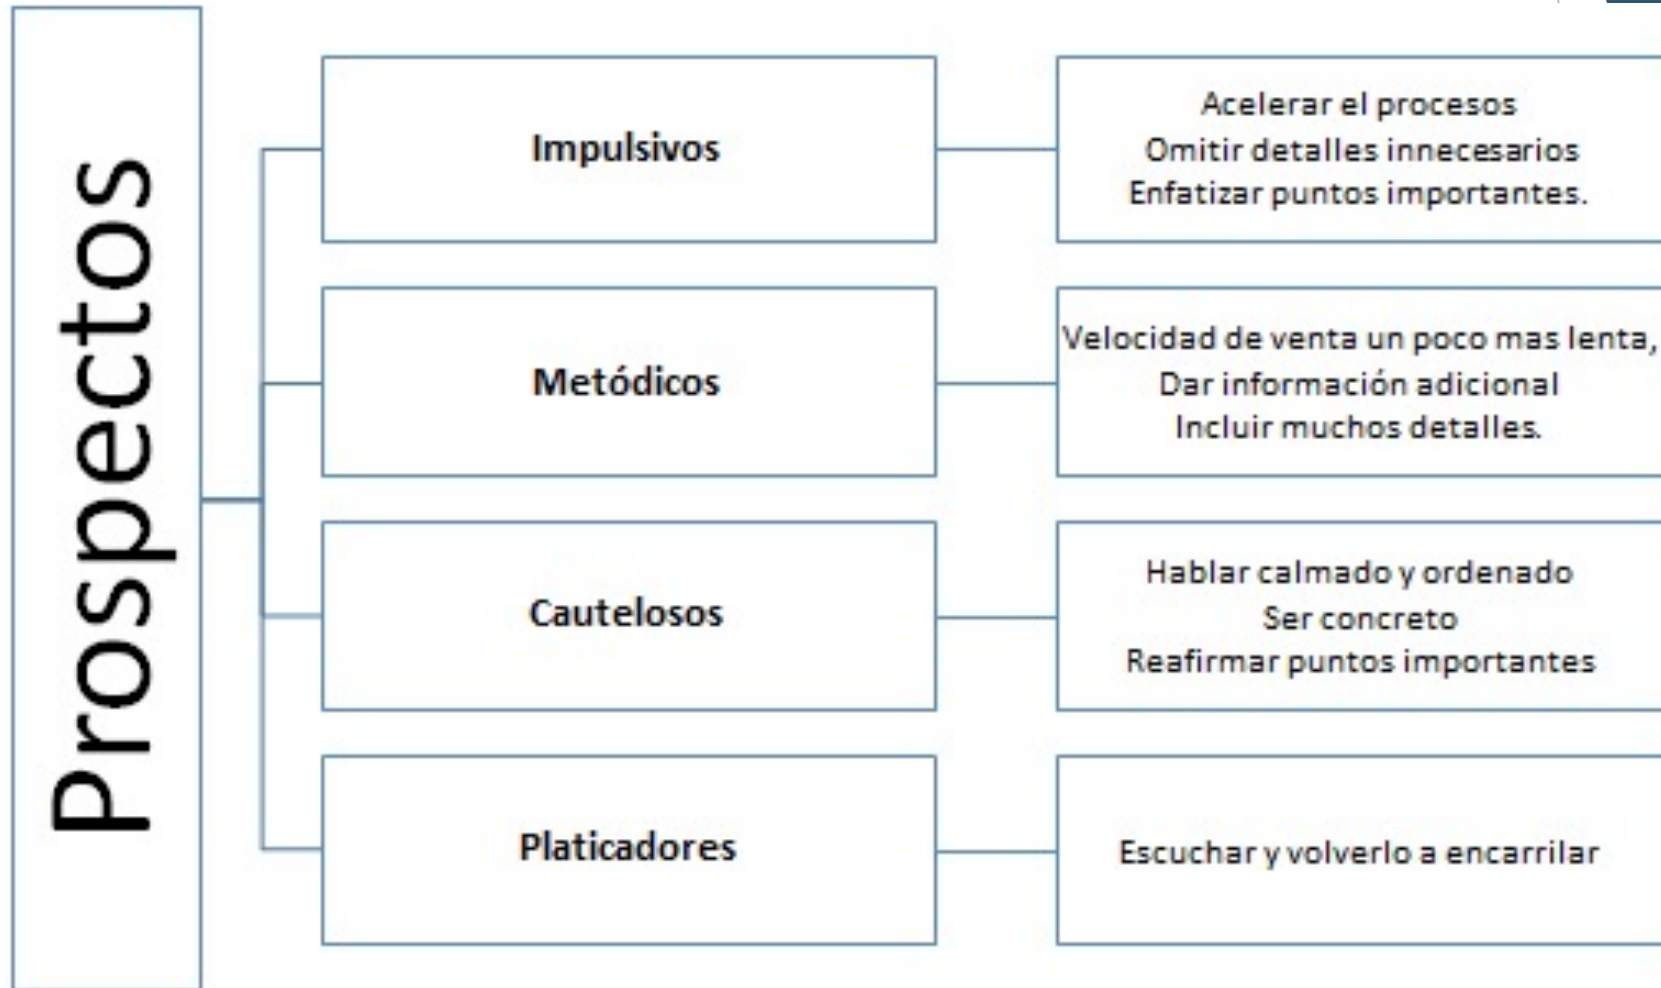 Prospectos
Impulsivos
Acelerar el procesos
Omitir detalles innecesarios
Enfatizar puntos importantes.
Metódicos
Velocidad de venta un poco mas lenta,
Dar información adicional
Incluir muchos detalles.
Cautelosos
Hablar calmado y ordenado
Ser concreto
Reafirmar puntos importantes
Platicadores
Escuchar y volverlo a encarrilar